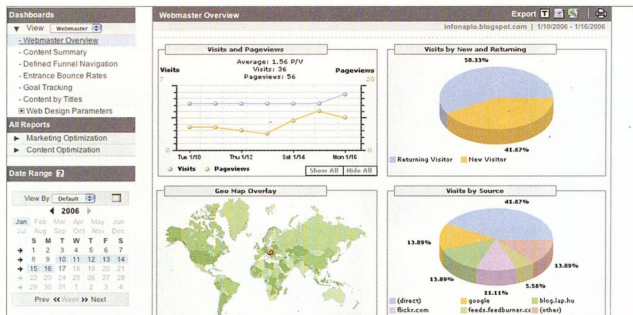 Dashboards
View Webmaster
- Webmaster Overview
- Content Summary
- Defined Funnel Navigation
- Entrance Bounce Rates
- Goal Tracking
- Content by Titles
Web Design Parameters
All Reports
Marketing Optimization
Content Optimization
Date Range ?
View By Default
2006
Jan Feb Mar Apr May Jun
Jul Aug Sep Oct Nov Dec
S M T W T F S
1 2 3 4 5 6 7
8 9 10 11 12 13 14
15 16 17 18 19 20 21
22 23 24 25 26 27 28
29 30 31 1 2 3 4
Prev << Week >> Next
Webmaster Overview
Export T
infonaplo.blogspot.com | 1/10/2006 - 1/16/2006
Visits and Pageviews
Average: 1.56 P/V
Visits: 36
Pageviews: 56
Visits
Pageviews
7
20
0
0
Tue 1/10 Thu 1/12 Sat 1/14 Mon 1/16
Visits Pageviews
Show All Hide All
Visits by New and Returning
58.33%
41.67%
Returning Visitor New Visitor
Geo Map Overlay
Visits by Source
41.67%
13.89%
13.89%
13.89%
11.11%
5.56%
(direct) google blog.lap.hu
flickr.com feeds.feedburner.cc (other)